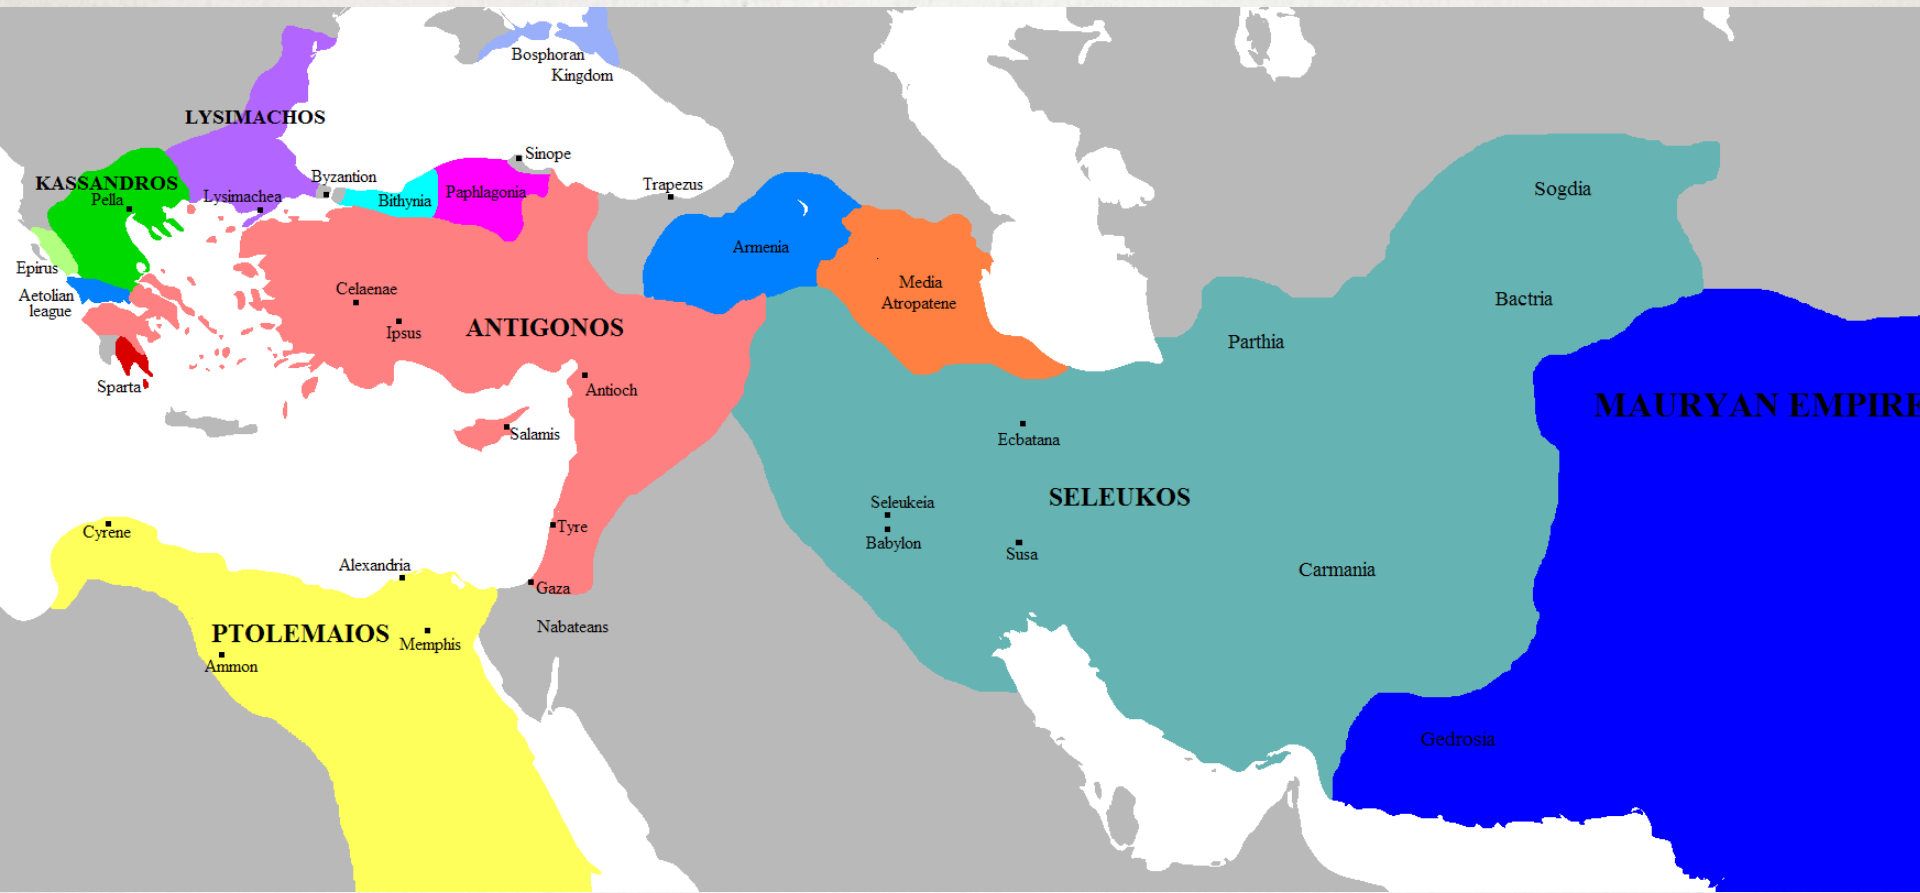 Bosphoran
Kingdom
LYSIMACHOS
Sinope
Byzantion
KASSANDROS
Pella
Lysimachea
Bithynia
Paphlagonia
Trapezus
Sogdia
Armenia
Epirus
Aetolian
league
Celaenae
Ipsus
ANTIGONOS
Media
Atropatene
Bactria
Parthia
Sparta
Antioch
MAURYAN EMPIRE
Salamis
Ecbatana
SELEUKOS
Seleukeia
Babylon
Susa
Cyrene
Tyre
Alexandria
Gaza
Carmania
PTOLEMAIOS
Memphis
Ammon
Nabateans
Gedrosia